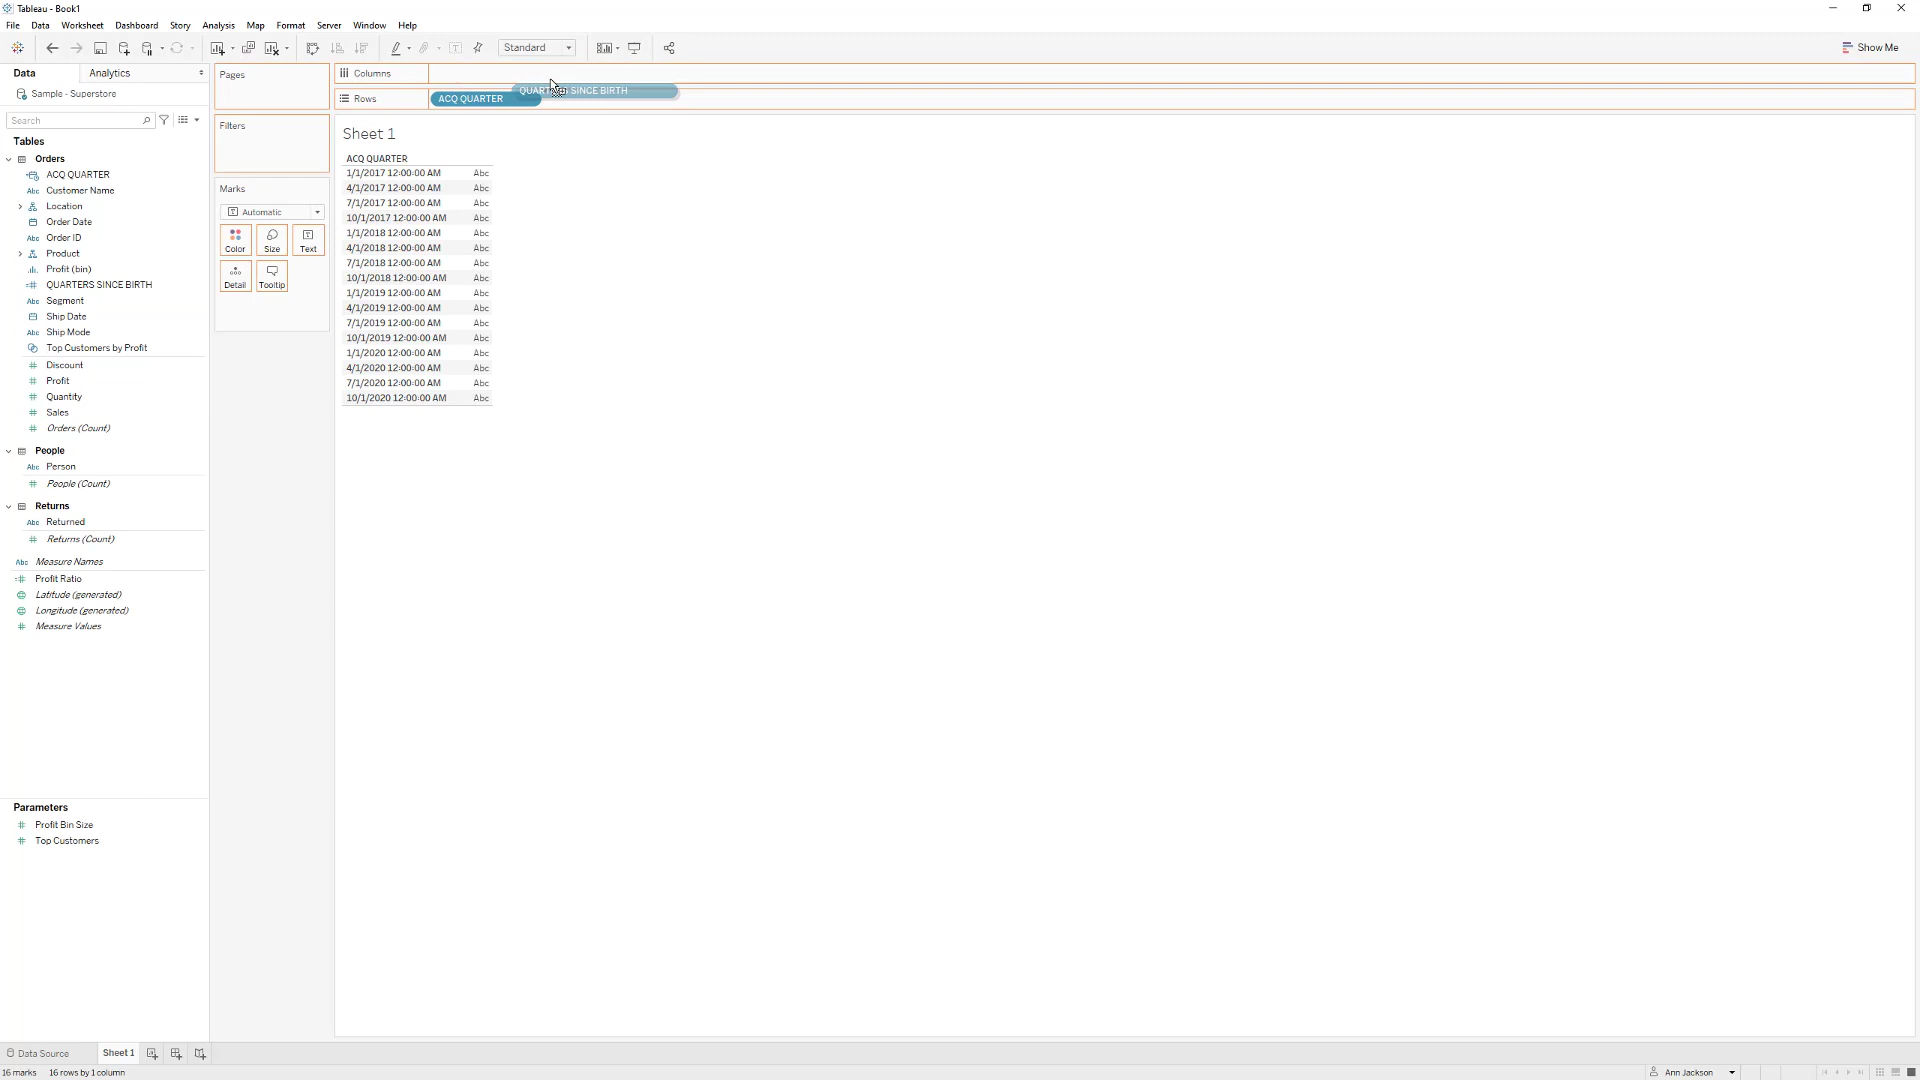 Tableau - Book1
File Data Worksheet Dashboard Story Analysis Map Format Server Window Help
Standard
Show Me
Data Analytics
Sample - Superstore
Search
Tables
Orders
ACQ QUARTER
Abc Customer Name
Location
Order Date
Abc Order ID
Product
Profit (bin)
QUARTERS SINCE BIRTH
Abc Segment
Ship Date
Abc Ship Mode
Top Customers by Profit
Discount
Profit
Quantity
Sales
Orders (Count)
People
Abc Person
People (Count)
Returns
Abc Returned
Returns (Count)
Abc Measure Names
Profit Ratio
Latitude (generated)
Longitude (generated)
Measure Values
Parameters
Profit Bin Size
Top Customers
Pages
Filters
Marks
Automatic
Color Size Text
Detail Tooltip
Columns
QUARTERS SINCE BIRTH
Rows ACQ QUARTER
Sheet 1
ACQ QUARTER
1/1/2017 12:00:00 AM Abc
4/1/2017 12:00:00 AM Abc
7/1/2017 12:00:00 AM Abc
10/1/2017 12:00:00 AM Abc
1/1/2018 12:00:00 AM Abc
4/1/2018 12:00:00 AM Abc
7/1/2018 12:00:00 AM Abc
10/1/2018 12:00:00 AM Abc
1/1/2019 12:00:00 AM Abc
4/1/2019 12:00:00 AM Abc
7/1/2019 12:00:00 AM Abc
10/1/2019 12:00:00 AM Abc
1/1/2020 12:00:00 AM Abc
4/1/2020 12:00:00 AM Abc
7/1/2020 12:00:00 AM Abc
10/1/2020 12:00:00 AM Abc
Data Source Sheet 1
16 marks 16 rows by 1 column
Ann Jackson